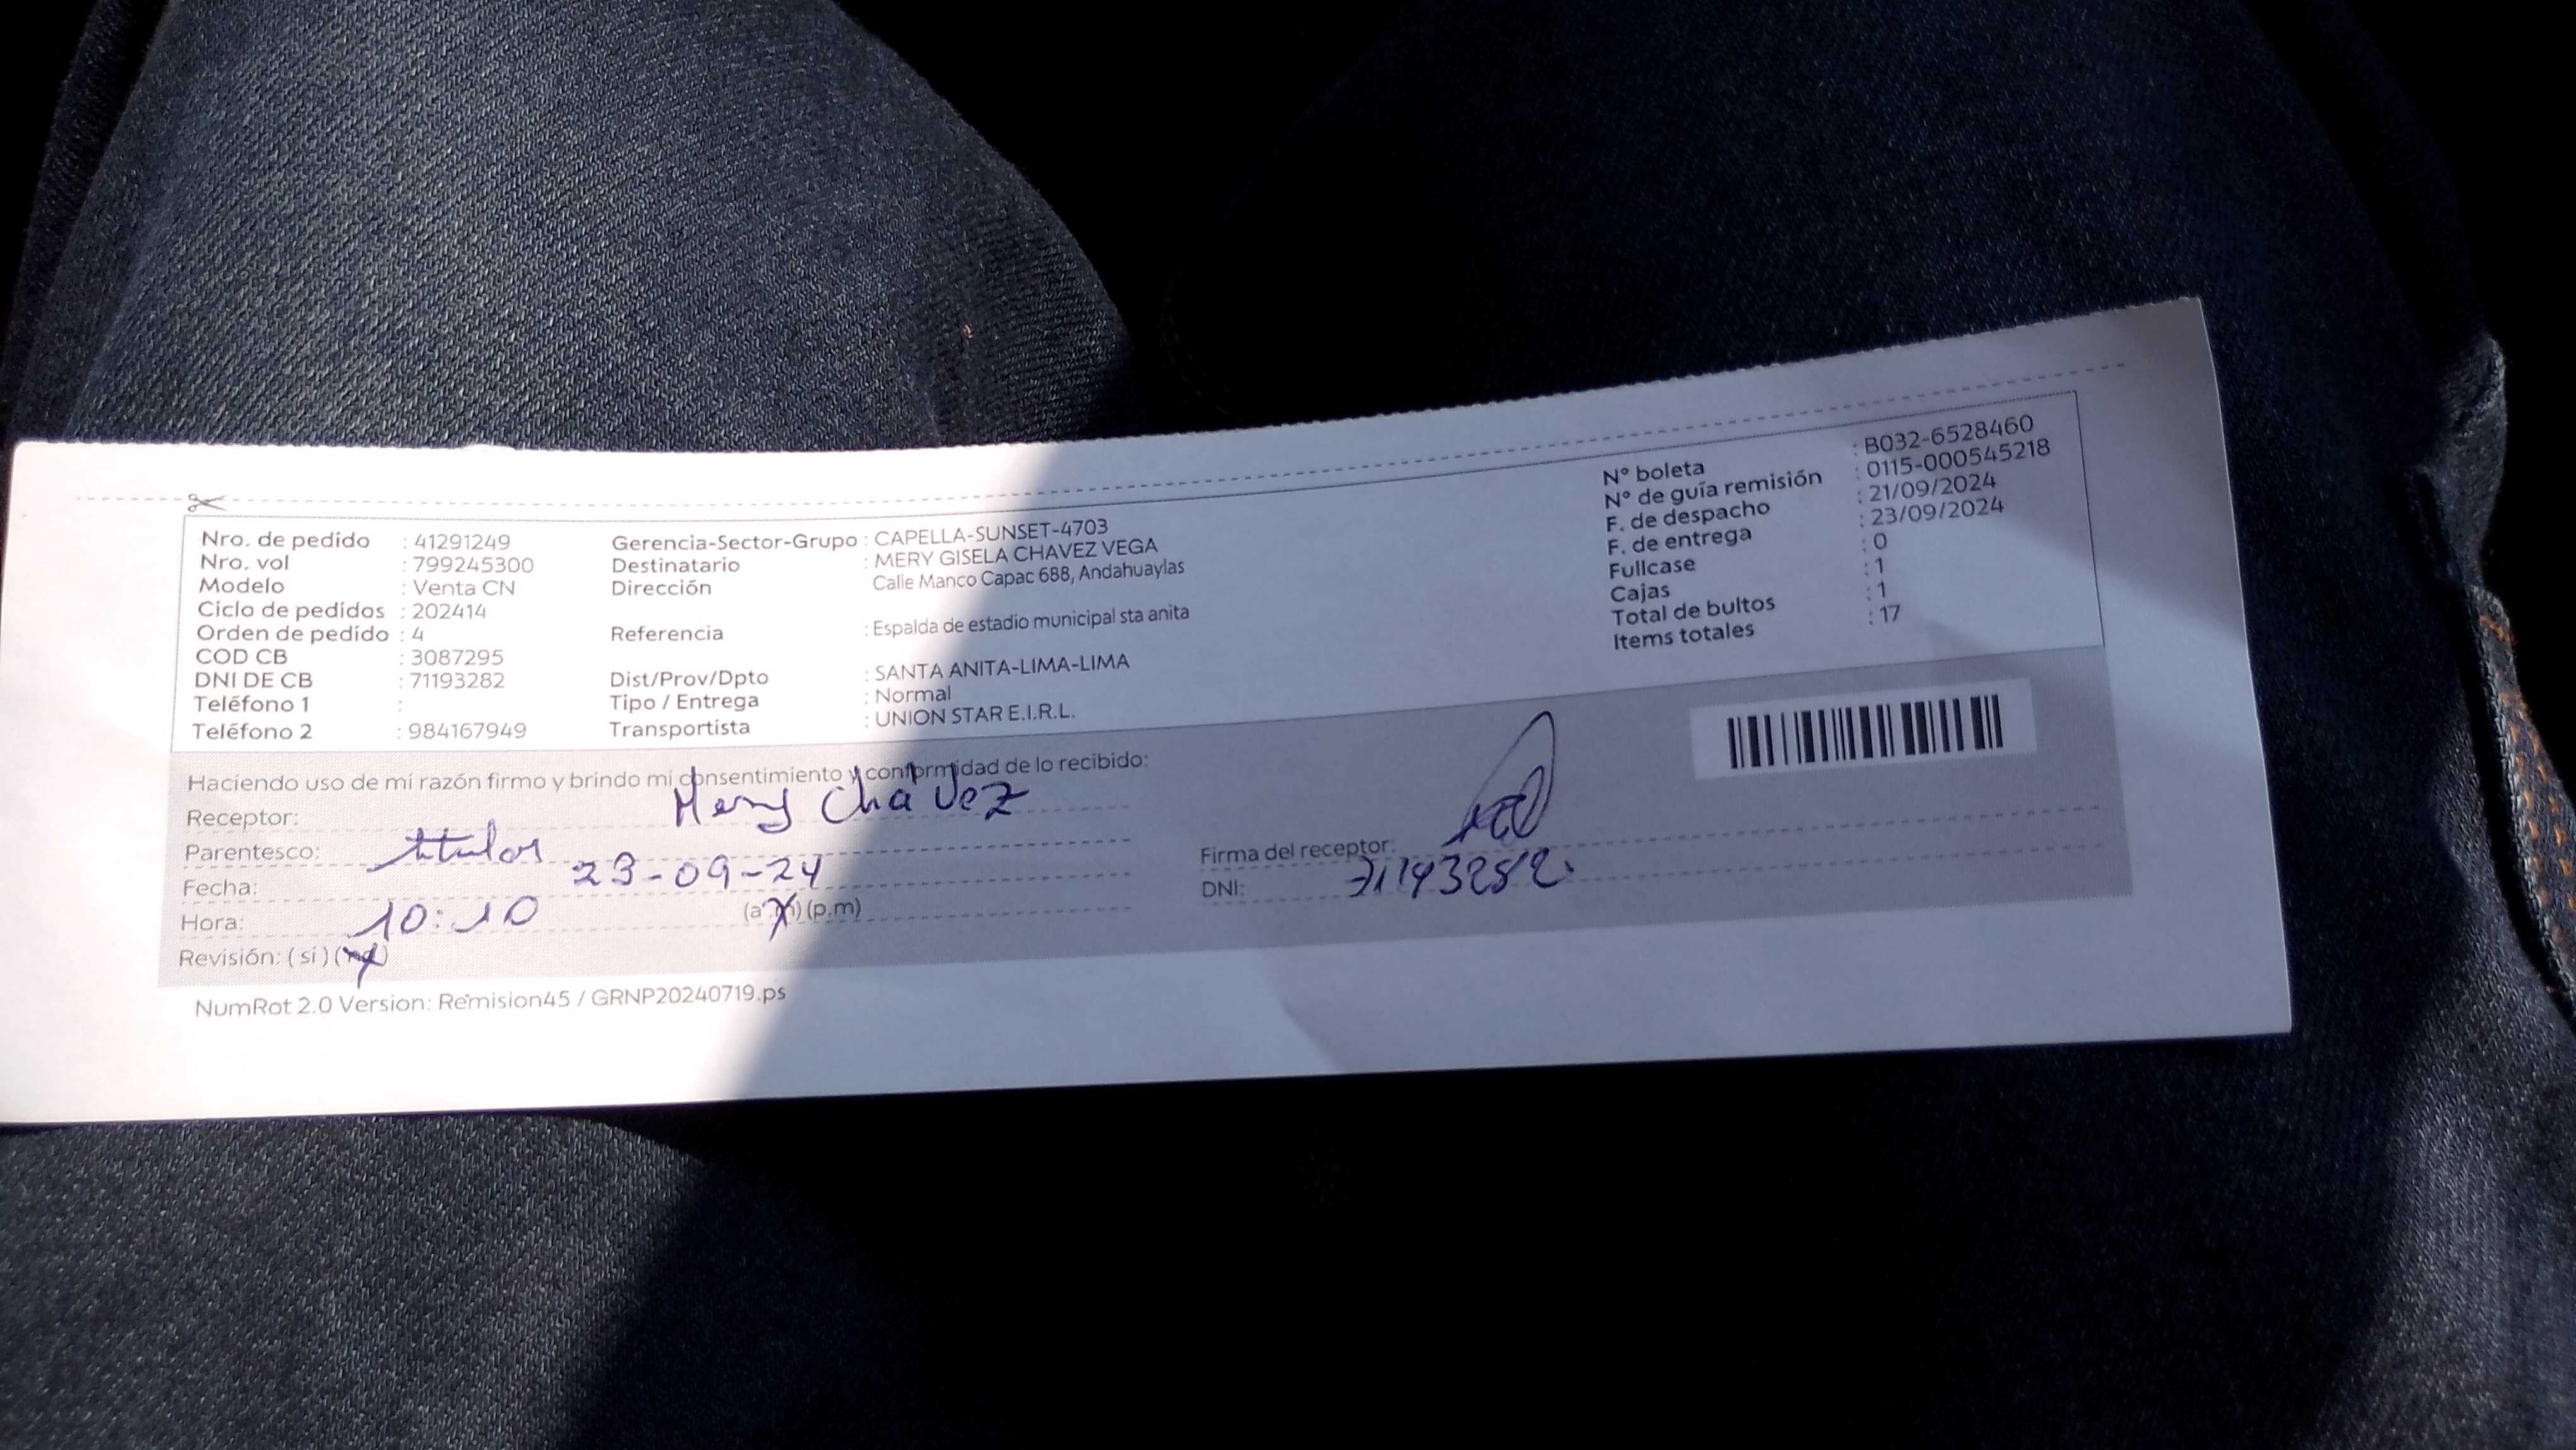 Nro. de pedido : 41291249
Nro. vol : 799245300
Modelo : Venta CN
Ciclo de pedidos : 202414
Orden de pedido : 4
COD CB : 3087295
DNI DE CB : 71193282
Teléfono 1 :
Teléfono 2 : 984167949
Gerencia-Sector-Grupo : CAPELLA-SUNSET-4703
Destinatario : MERY GISELA CHAVEZ VEGA
Dirección Calle Manco Capac 688, Andahuaylas
Referencia : Espalda de estadio municipal sta anita
Dist/Prov/Dpto : SANTA ANITA-LIMA-LIMA
Tipo / Entrega : Normal
Transportista : UNION STAR E.I.R.L.
N° boleta : B032-6528460
N° de guía remisión : 0115-000545218
F. de despacho : 21/09/2024
F. de entrega : 23/09/2024
Fullcase : 0
Cajas : 1
Total de bultos : 1
Items totales : 17
Haciendo uso de mi razón firmo y brindo mi consentimiento y conformidad de lo recibido:
Receptor: Mery Chavez
Parentesco: titular
Fecha: 23-09-24
Hora: 10:10 (a.m) (p.m)
Revisión: (si) (no)
Firma del receptor:
DNI:
NumRot 2.0 Version: Remision45 / GRNP20240719.ps